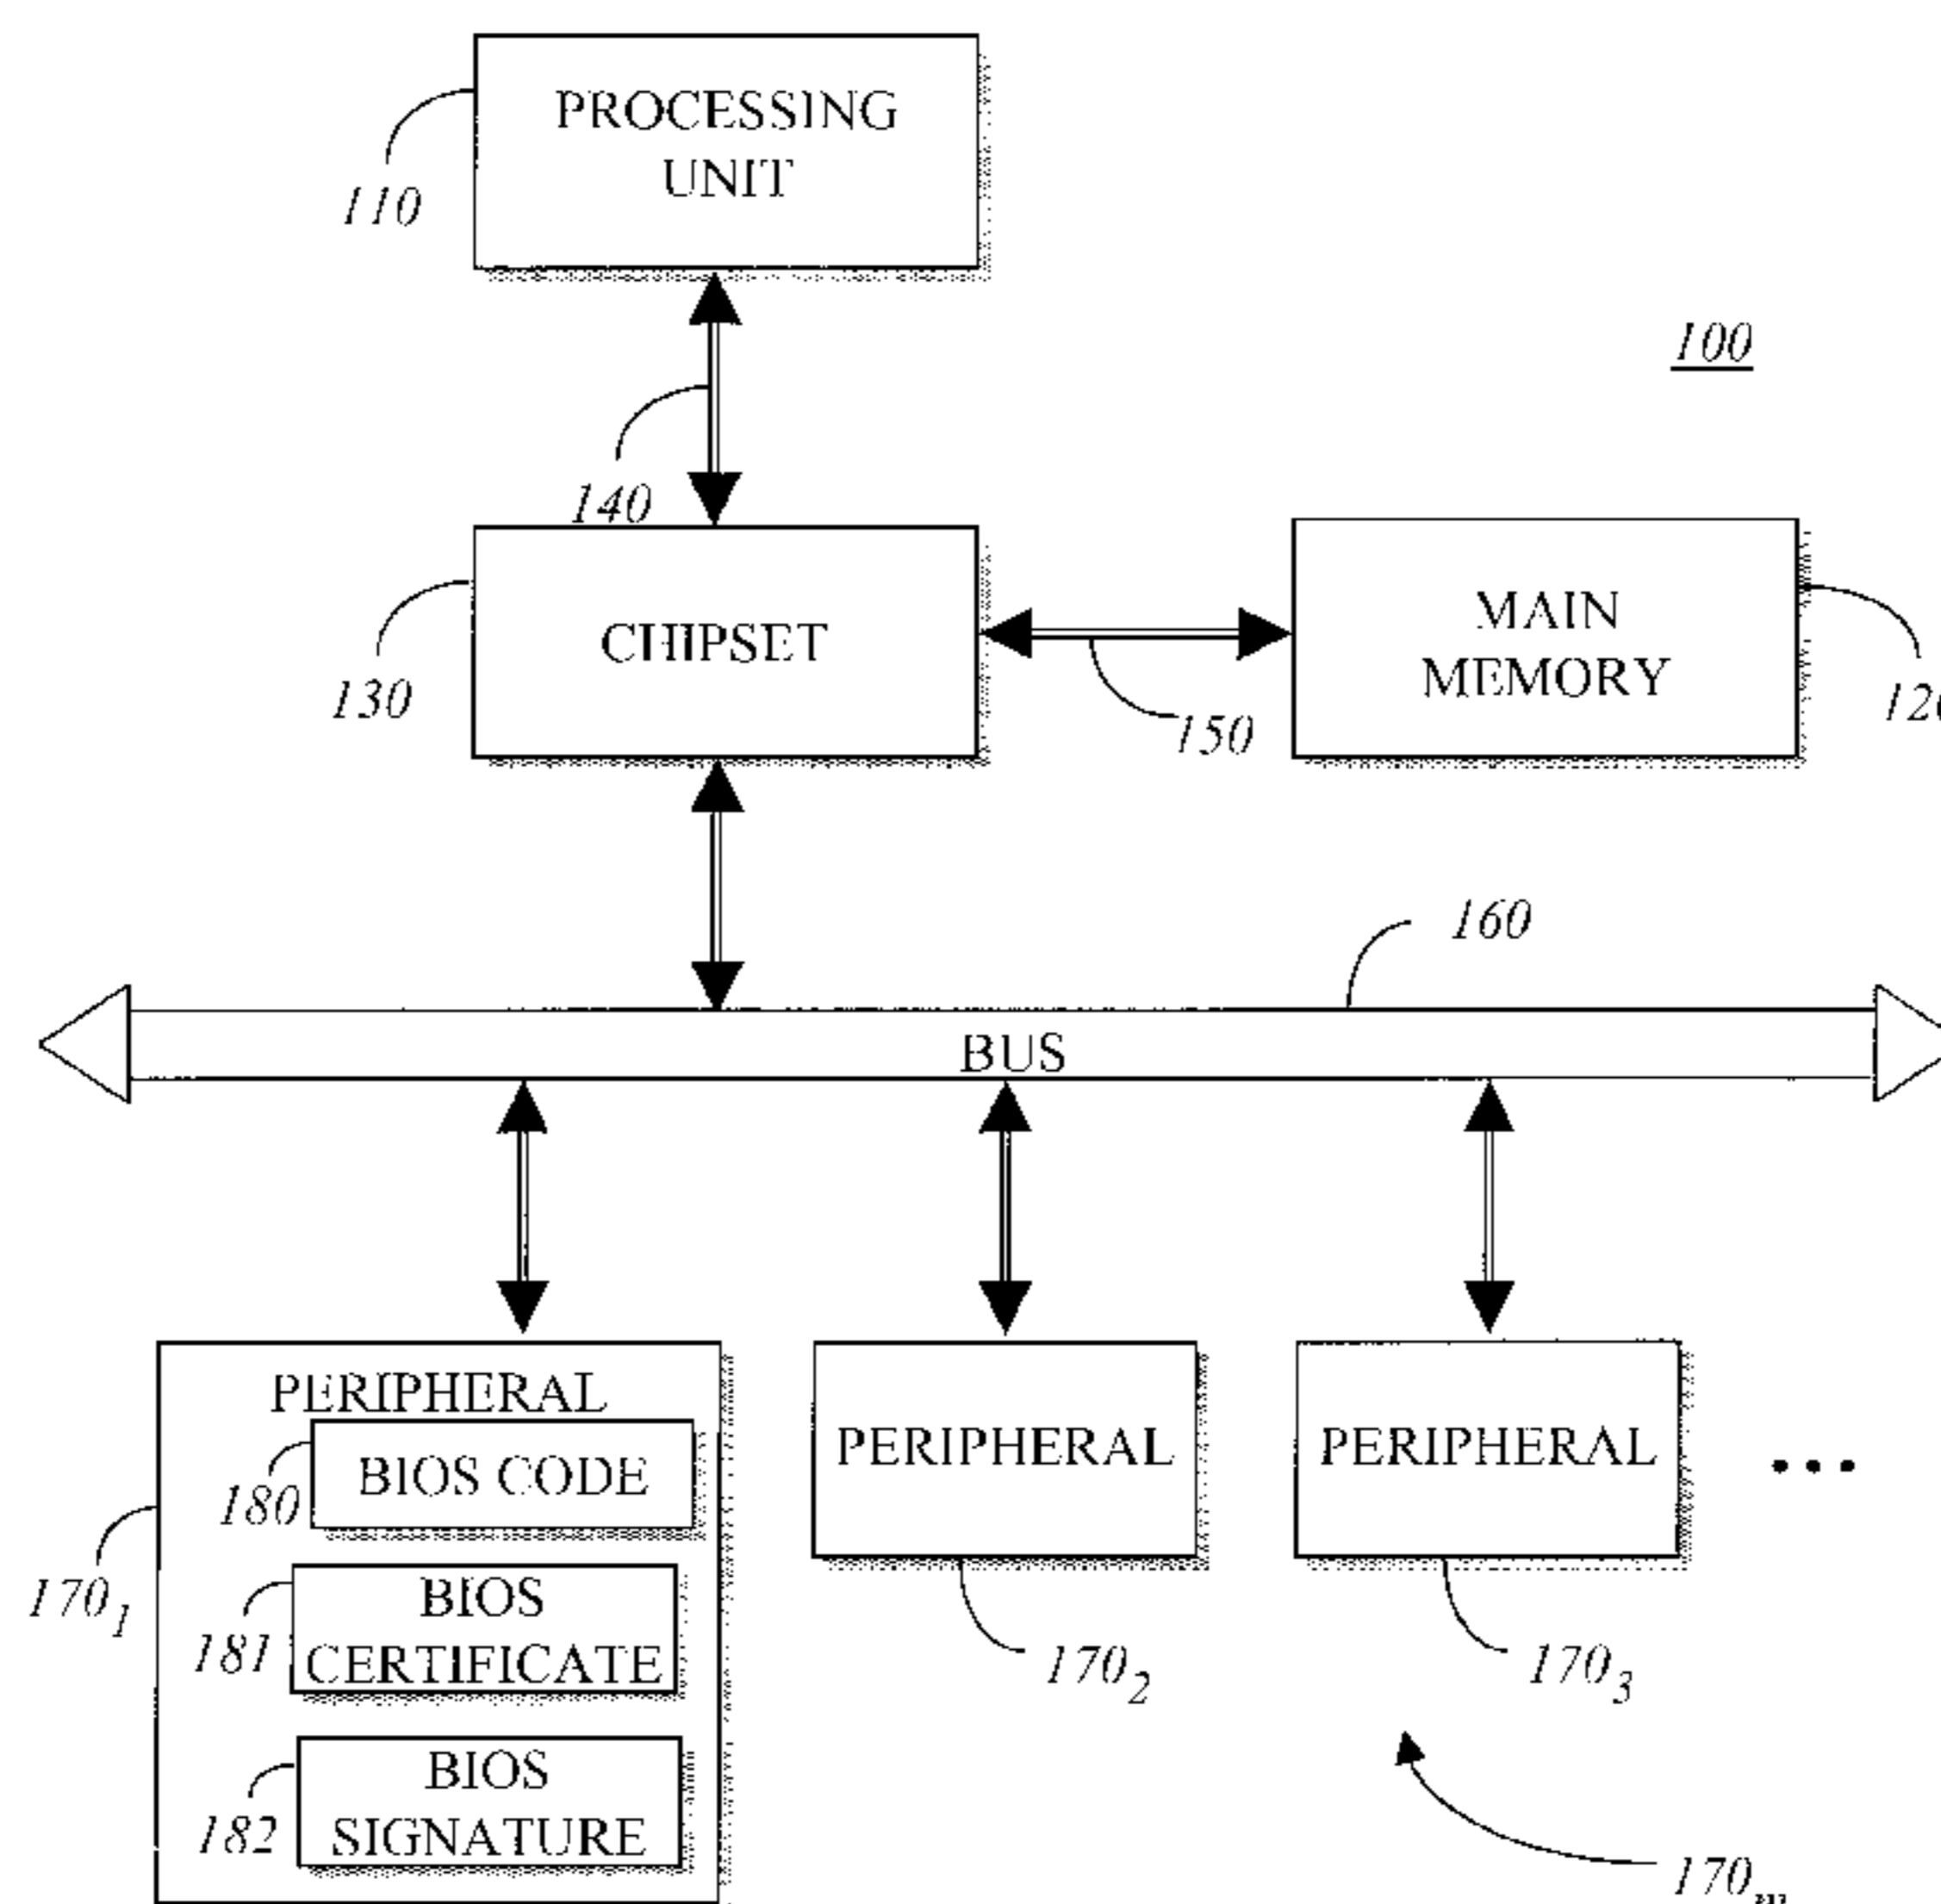 PROCESSING
UNIT
110
100
140
CHIPSET
130
MAIN
MEMORY
150
160
BUS
PERIPHERAL
BIOS CODE
180
170₁
BIOS
CERTIFICATE
181
BIOS
SIGNATURE
182
PERIPHERAL
170₂
PERIPHERAL
170₃
•••